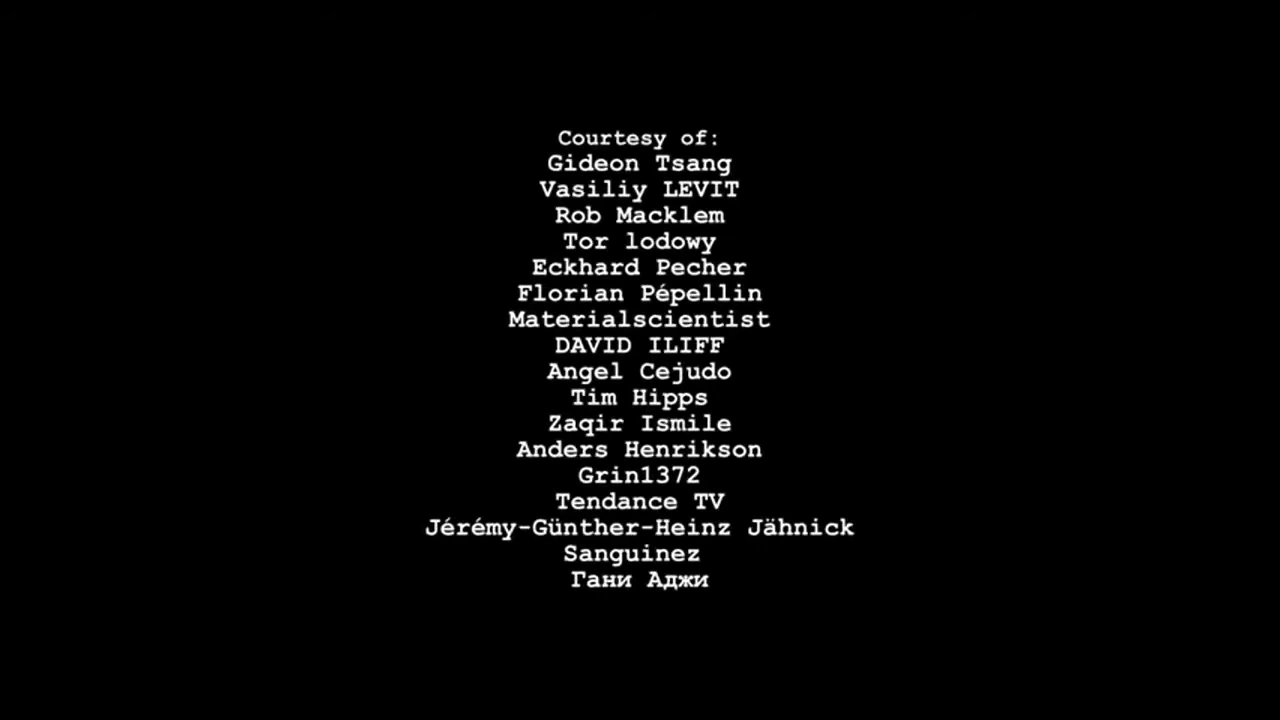 Courtesy of:
Gideon Tsang
Vasiliy LEVIT
Rob Macklem
Tor lodowy
Eckhard Pecher
Florian Pépellin
Materialscientist
DAVID ILIFF
Angel Cejudo
Tim Hipps
Zaqir Ismile
Anders Henrikson
Grin1372
Tendance TV
Jérémy-Günther-Heinz Jähnick
Sanguinez
Гани Аджи